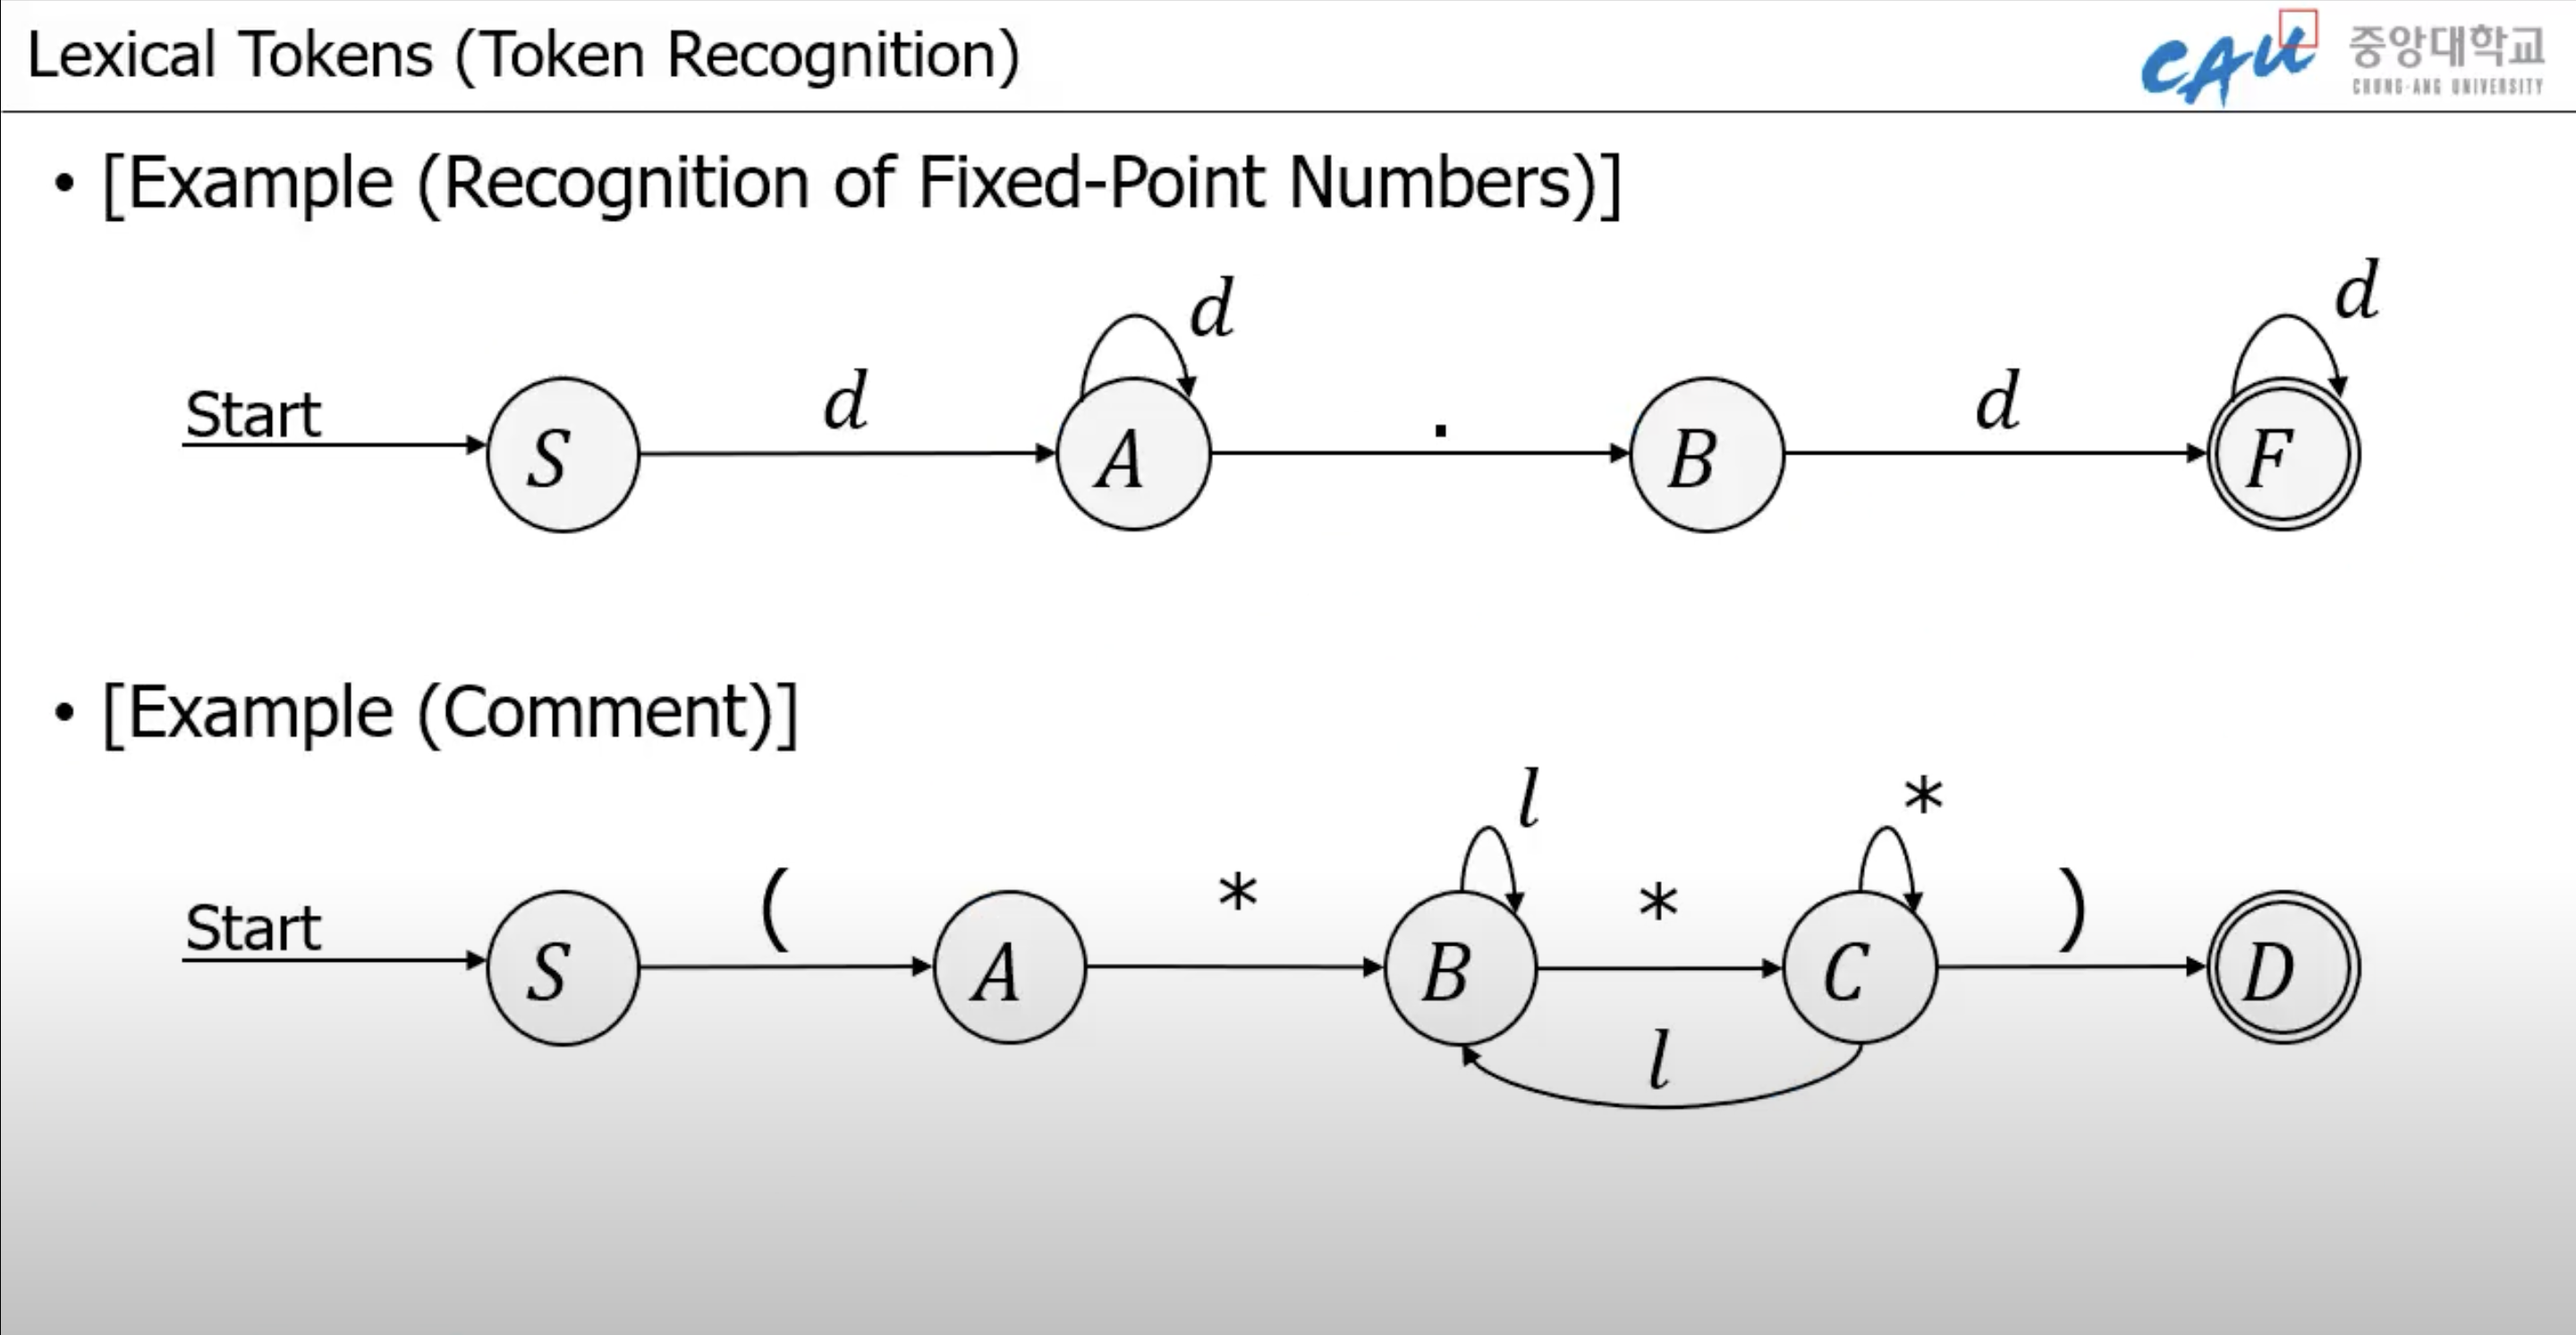 Lexical Tokens (Token Recognition)
CAU 중앙대학교
CHUNG-ANG UNIVERSITY
• [Example (Recognition of Fixed-Point Numbers)]
d d
Start d . d
S A B F
• [Example (Comment)]
l *
Start ( * * )
S A B C D
l